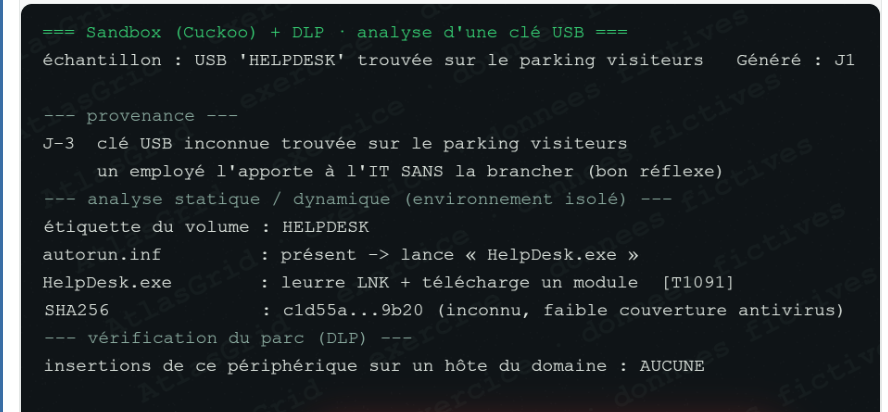 === Sandbox (Cuckoo) + DLP · analyse d'une clé USB ===
échantillon : USB 'HELPDESK' trouvée sur le parking visiteurs   Généré : J1
--- provenance ---
J-3  clé USB inconnue trouvée sur le parking visiteurs
un employé l'apporte à l'IT SANS la brancher (bon réflexe)
--- analyse statique / dynamique (environnement isolé) ---
étiquette du volume : HELPDESK
autorun.inf         : présent -> lance « HelpDesk.exe »
HelpDesk.exe        : leurre LNK + télécharge un module  [T1091]
SHA256              : c1d55a...9b20 (inconnu, faible couverture antivirus)
--- vérification du parc (DLP) ---
insertions de ce périphérique sur un hôte du domaine : AUCUNE
AtlasGrid · exercice · donnees fictives